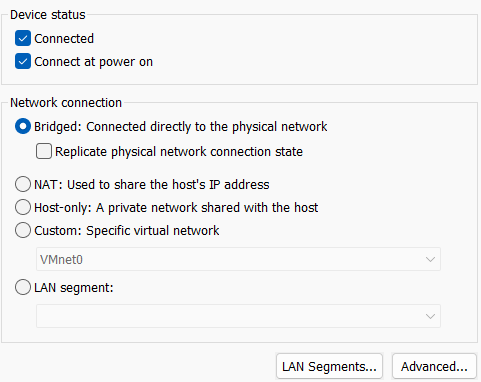 Device status
Connected
Connect at power on
Network connection
Bridged: Connected directly to the physical network
Replicate physical network connection state
NAT: Used to share the host's IP address
Host-only: A private network shared with the host
Custom: Specific virtual network
VMnet0
LAN segment:
LAN Segments... Advanced...